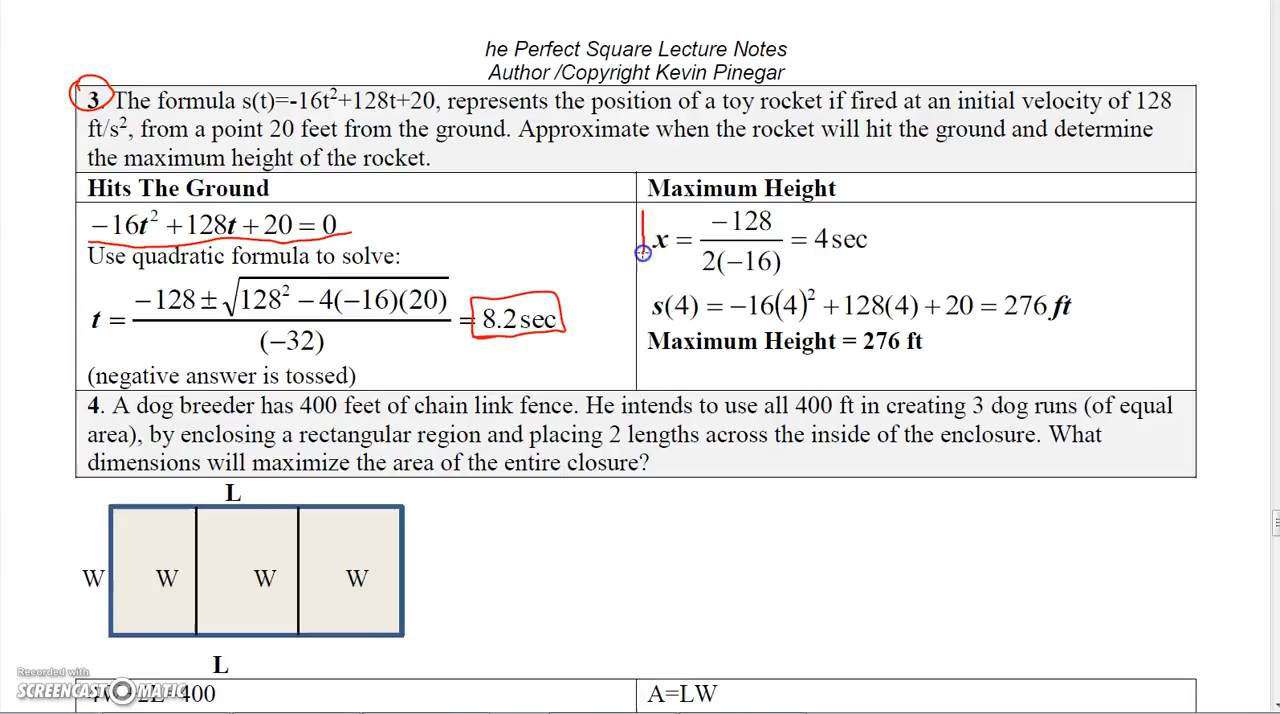 he Perfect Square Lecture Notes
Author /Copyright Kevin Pinegar
3. The formula s(t)=-16t²+128t+20, represents the position of a toy rocket if fired at an initial velocity of 128
ft/s², from a point 20 feet from the ground. Approximate when the rocket will hit the ground and determine
the maximum height of the rocket.
Hits The Ground
−16t² +128t + 20 = 0
Use quadratic formula to solve:
t = (−128 ± √(128² − 4(−16)(20))) / (−32) = 8.2 sec
(negative answer is tossed)
Maximum Height
x = −128 / 2(−16) = 4 sec
s(4) = −16(4)² +128(4) + 20 = 276 ft
Maximum Height = 276 ft
4. A dog breeder has 400 feet of chain link fence. He intends to use all 400 ft in creating 3 dog runs (of equal
area), by enclosing a rectangular region and placing 2 lengths across the inside of the enclosure. What
dimensions will maximize the area of the entire closure?
L
W W W W
L
400
A=LW
Recorded with
SCREENCAST-O-MATIC